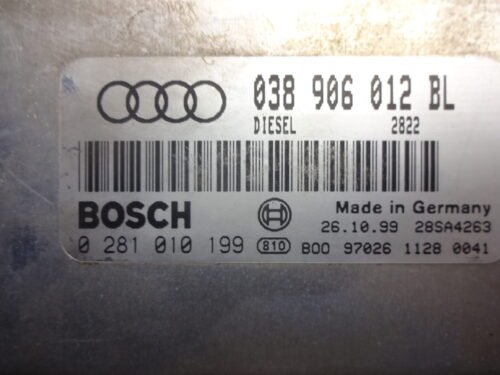 038 906 012 BL
DIESEL 2822
BOSCH Made in Germany
26.10.99 28SA4263
0 281 010 199 810 B00 97026 1128 0041